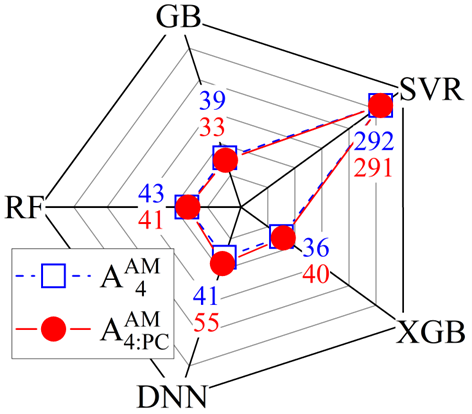 GB
SVR
39
33
292
291
43
41
RF
36
40
A₄ᴬᴹ
41
55
A₄:PCᴬᴹ
XGB
DNN